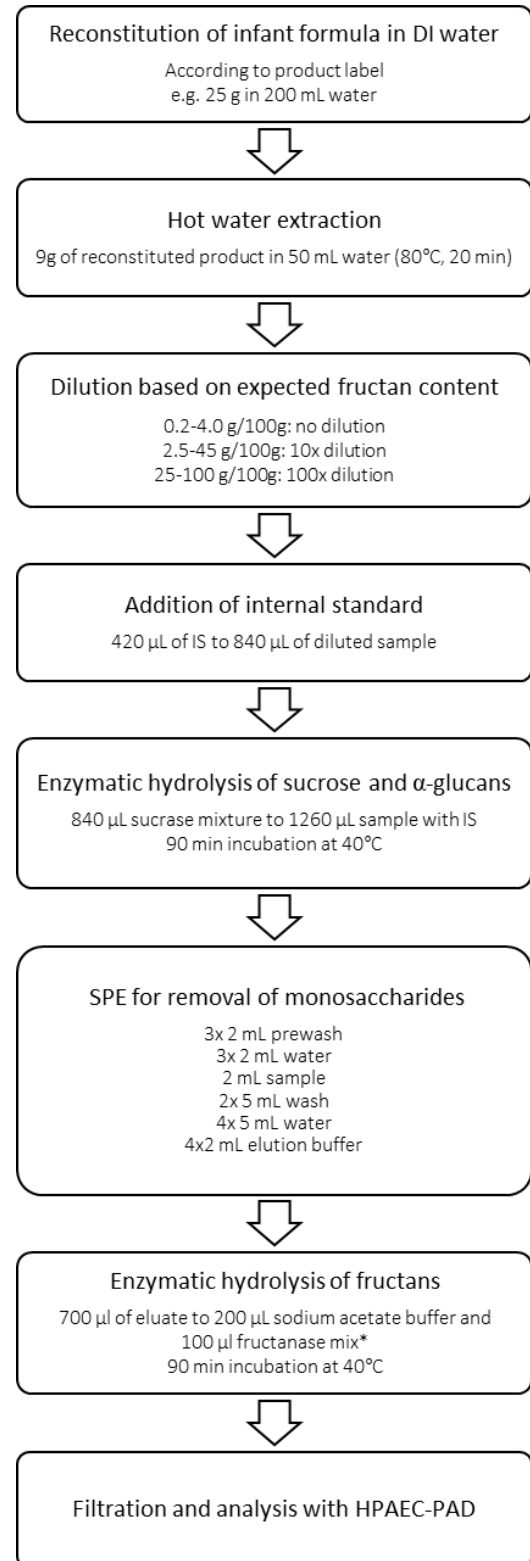 Reconstitution of infant formula in DI water
According to product label
e.g. 25 g in 200 mL water
Hot water extraction
9g of reconstituted product in 50 mL water (80°C, 20 min)
Dilution based on expected fructan content
0.2-4.0 g/100g: no dilution
2.5-45 g/100g: 10x dilution
25-100 g/100g: 100x dilution
Addition of internal standard
420 µL of IS to 840 µL of diluted sample
Enzymatic hydrolysis of sucrose and α-glucans
840 µL sucrase mixture to 1260 µL sample with IS
90 min incubation at 40°C
SPE for removal of monosaccharides
3x 2 mL prewash
3x 2 mL water
2 mL sample
2x 5 mL wash
4x 5 mL water
4x2 mL elution buffer
Enzymatic hydrolysis of fructans
700 µl of eluate to 200 µL sodium acetate buffer and
100 µl fructanase mix*
90 min incubation at 40°C
Filtration and analysis with HPAEC-PAD